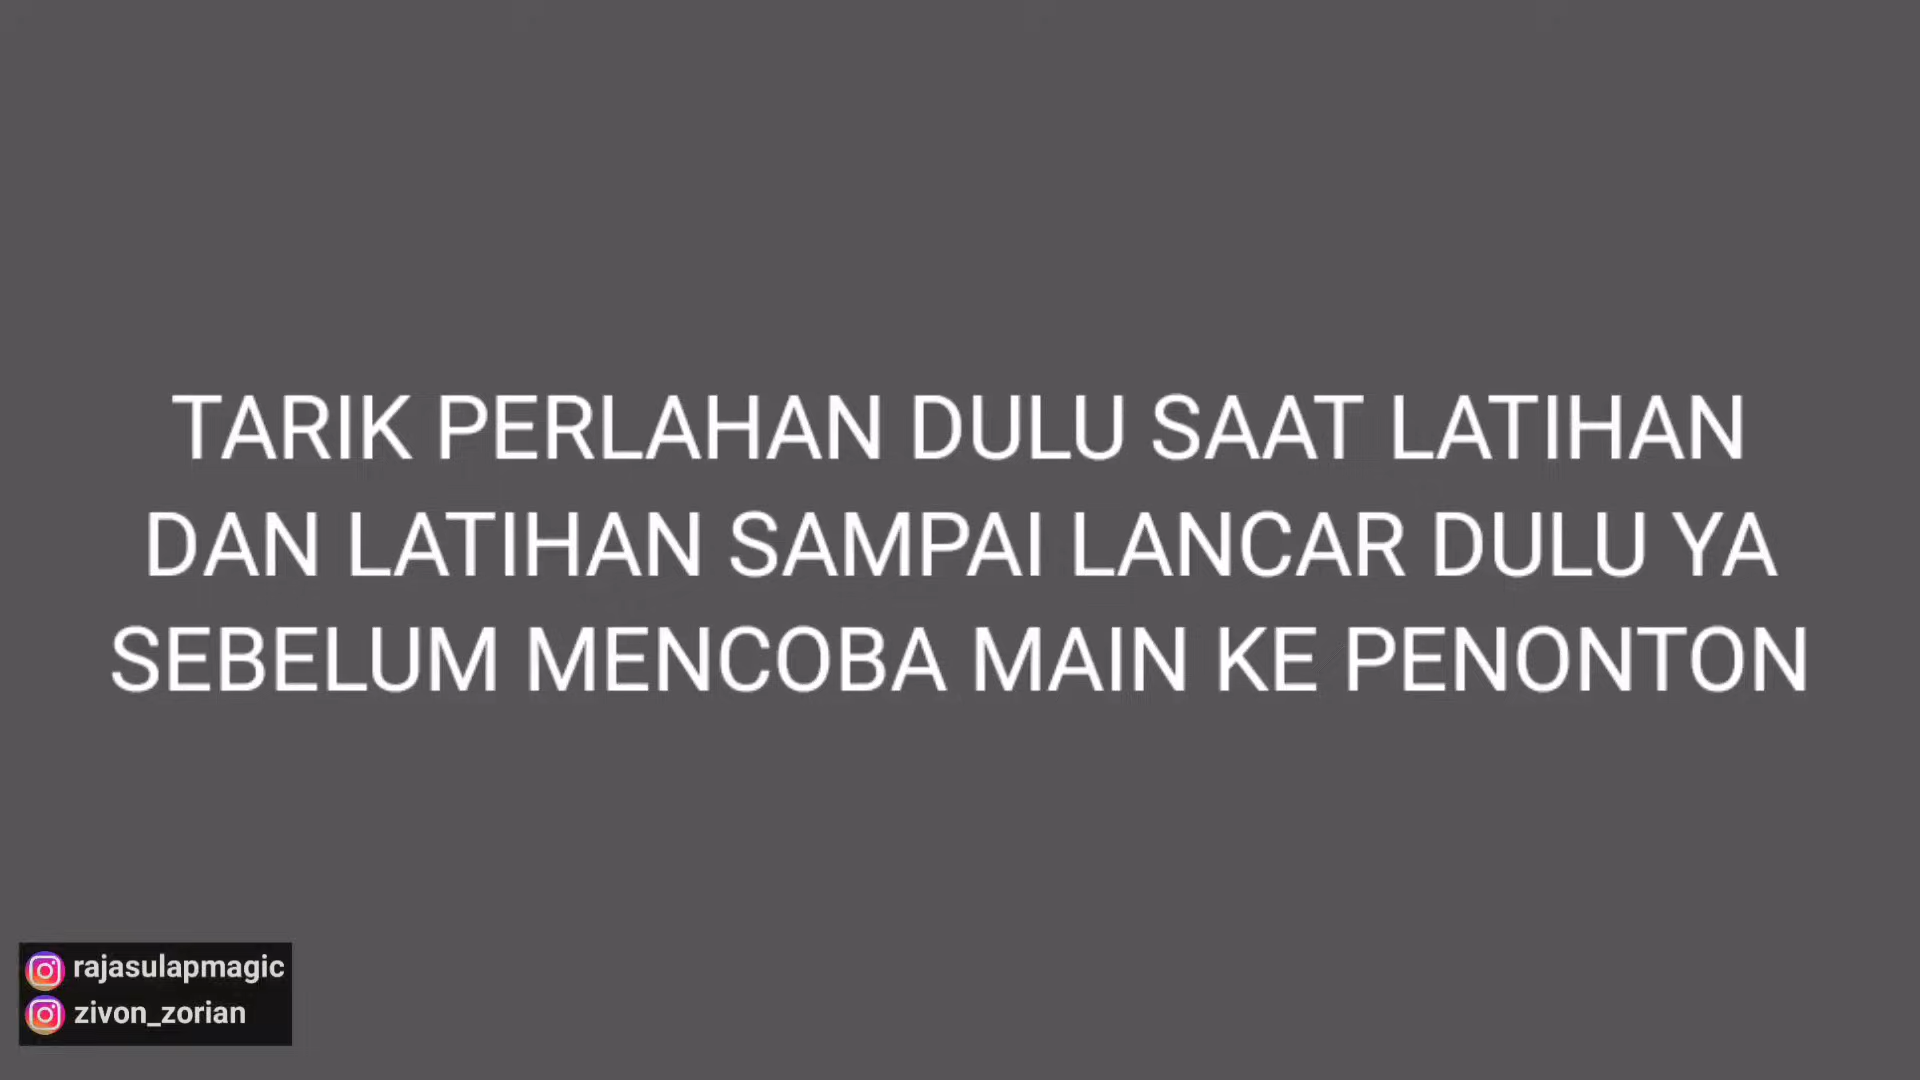 TARIK PERLAHAN DULU SAAT LATIHAN
DAN LATIHAN SAMPAI LANCAR DULU YA
SEBELUM MENCOBA MAIN KE PENONTON
rajasulapmagic
zivon_zorian